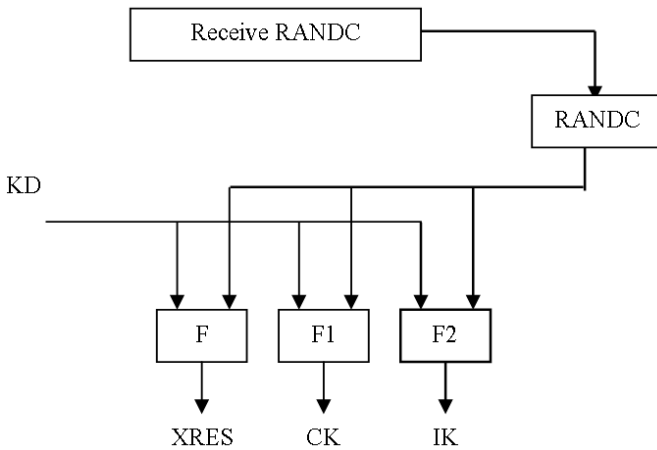 Receive RANDC
RANDC
KD
F
F1
F2
XRES
CK
IK